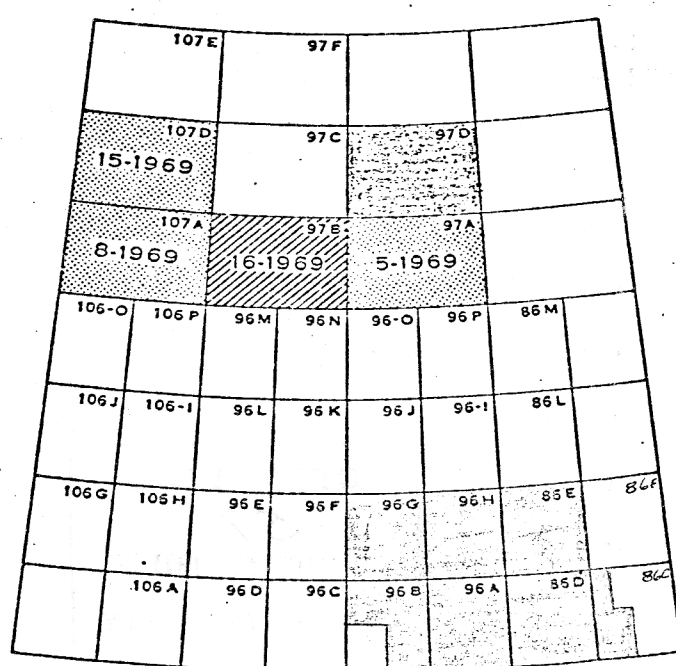 107E 97F
107D 97C 97D
15-1969
107A 97B 97A
8-1969 16-1969 5-1969
106-O 106P 96M 96N 96-O 96P 86M
106J 106-I 96L 96K 96J 96-I 86L
106G 106H 96E 96F 96G 96H 86E 86F
106A 96D 96C 96B 96A 86D 86C